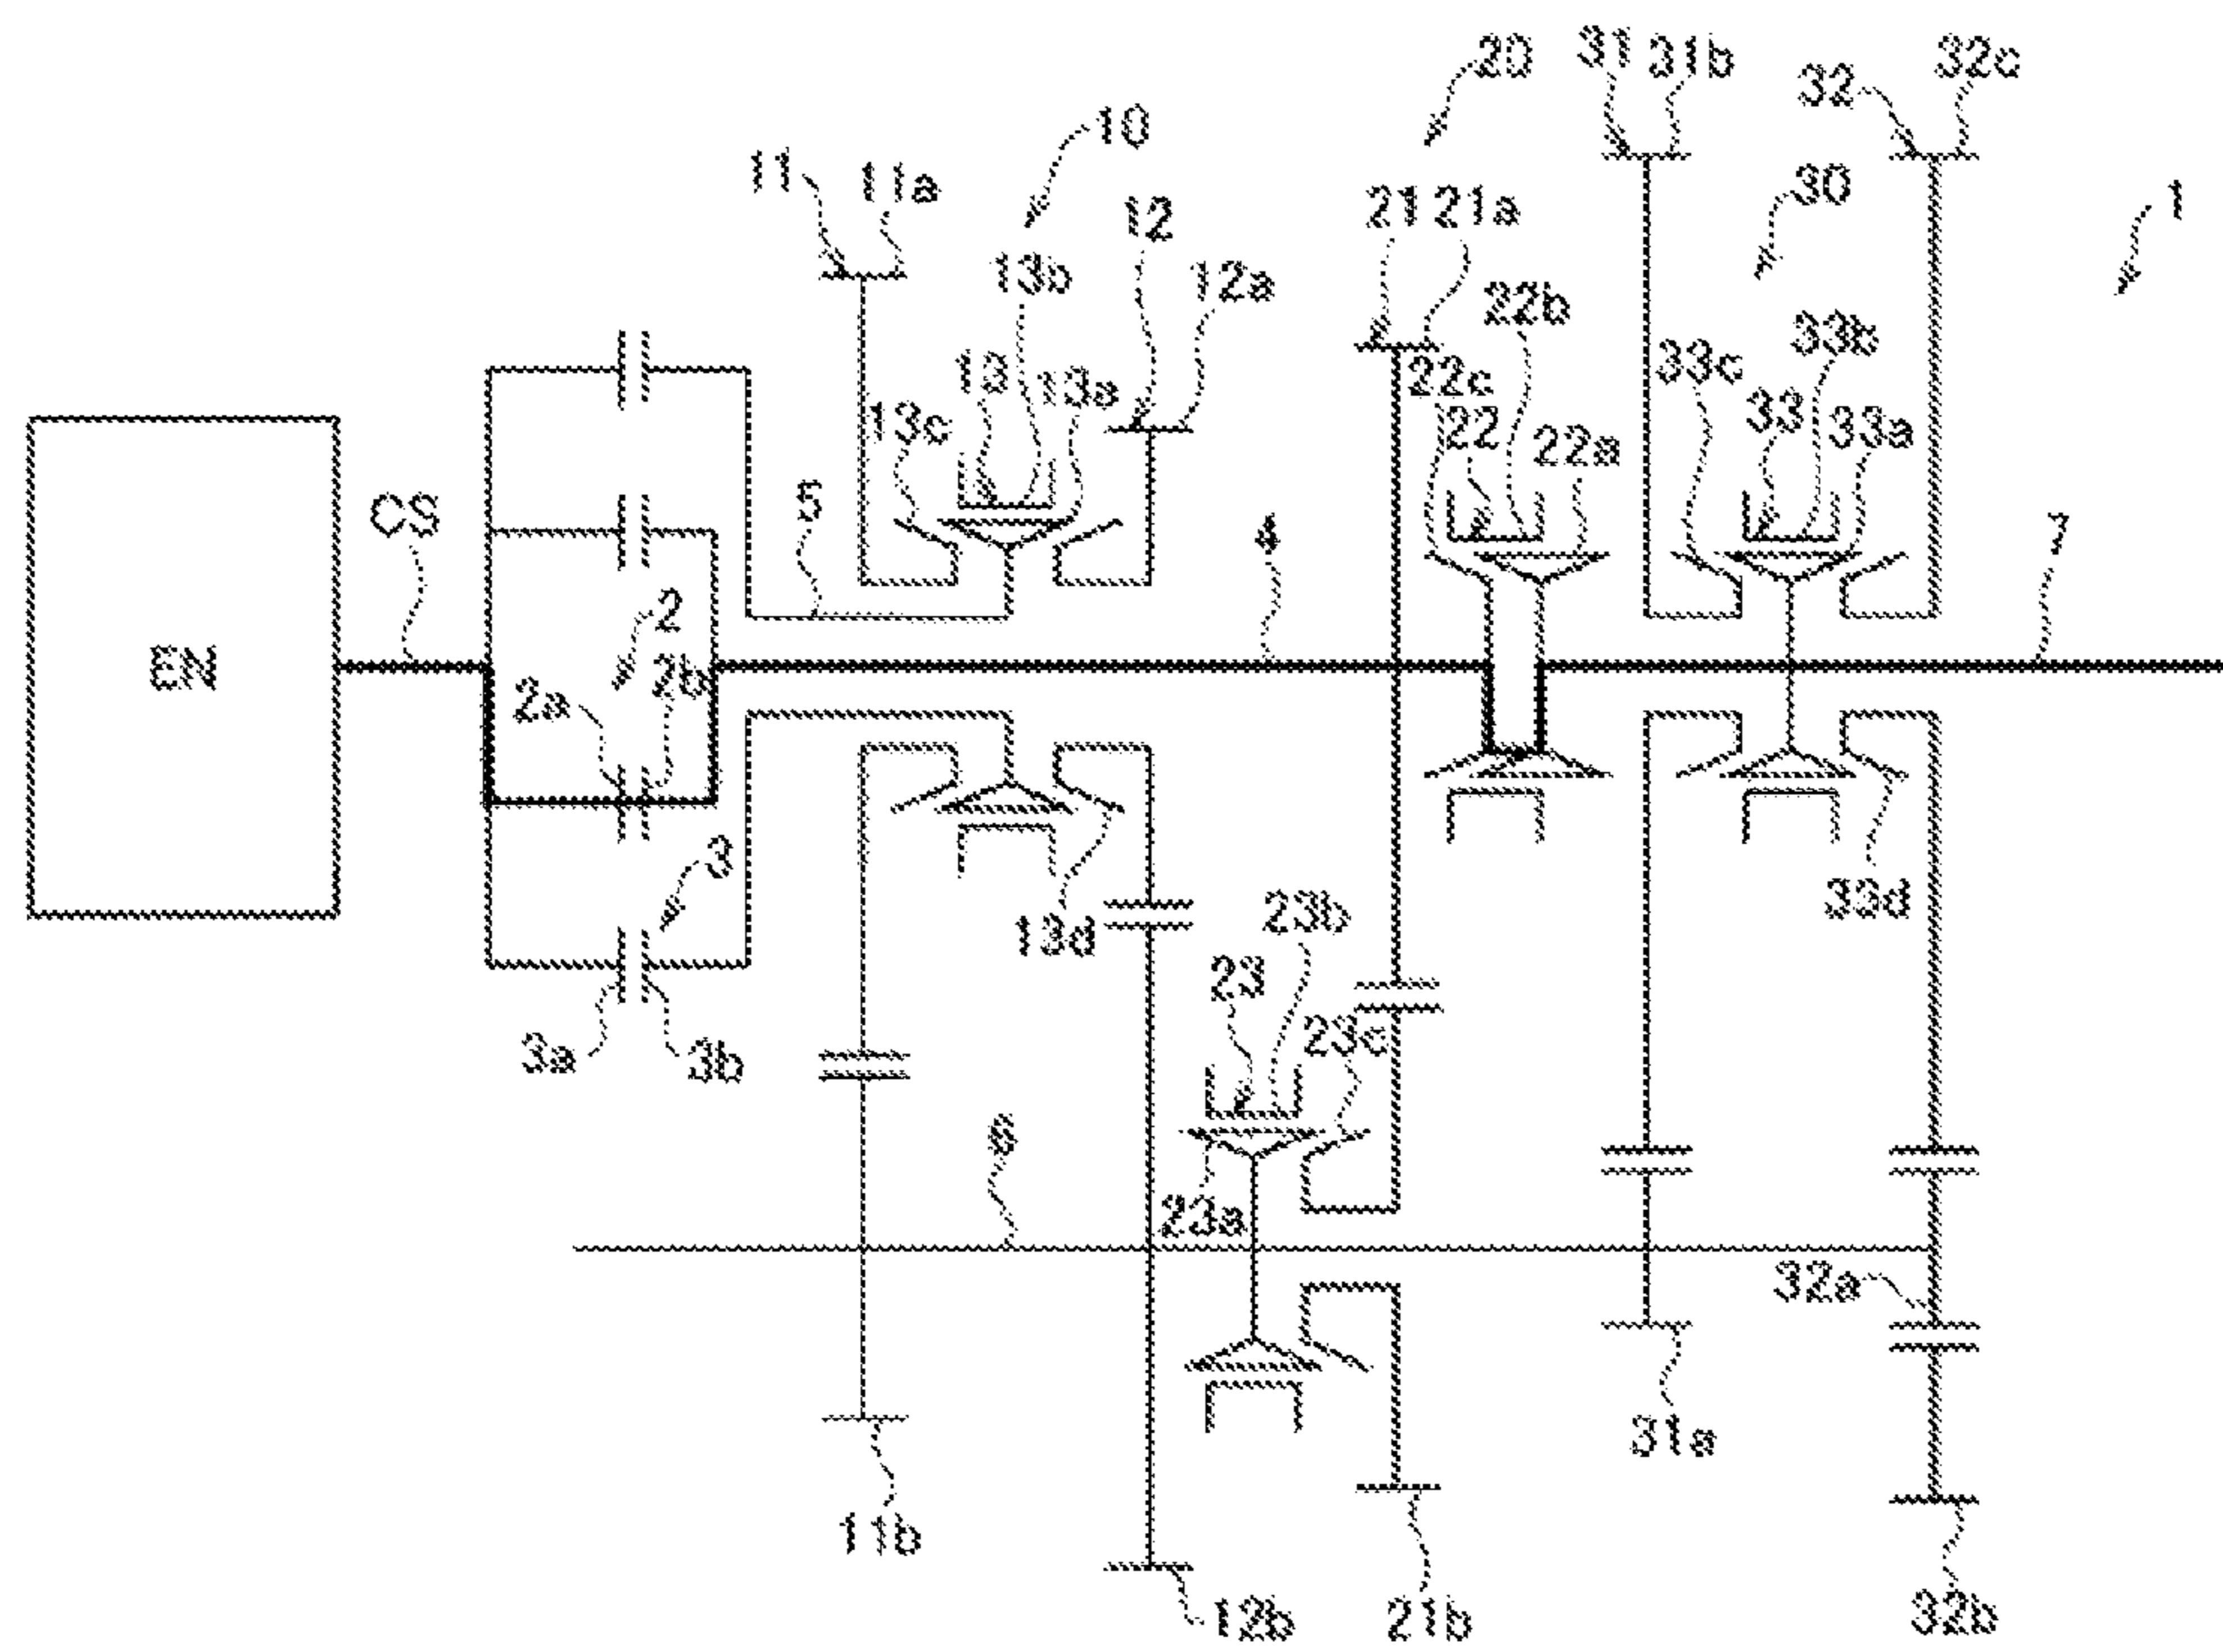 31 31b 20 32 32c
10
11 11a 30 1
21 21a
12 13b 12a 22b 33b
13 13a 22c 33c
13c 22 22a 33 33a
CS 5 4 7
EN 2 2b
2a
3 33d
13d 23b
23
3a 3b 23c
6
23a
32a
31a
11b
12b 21b 32b